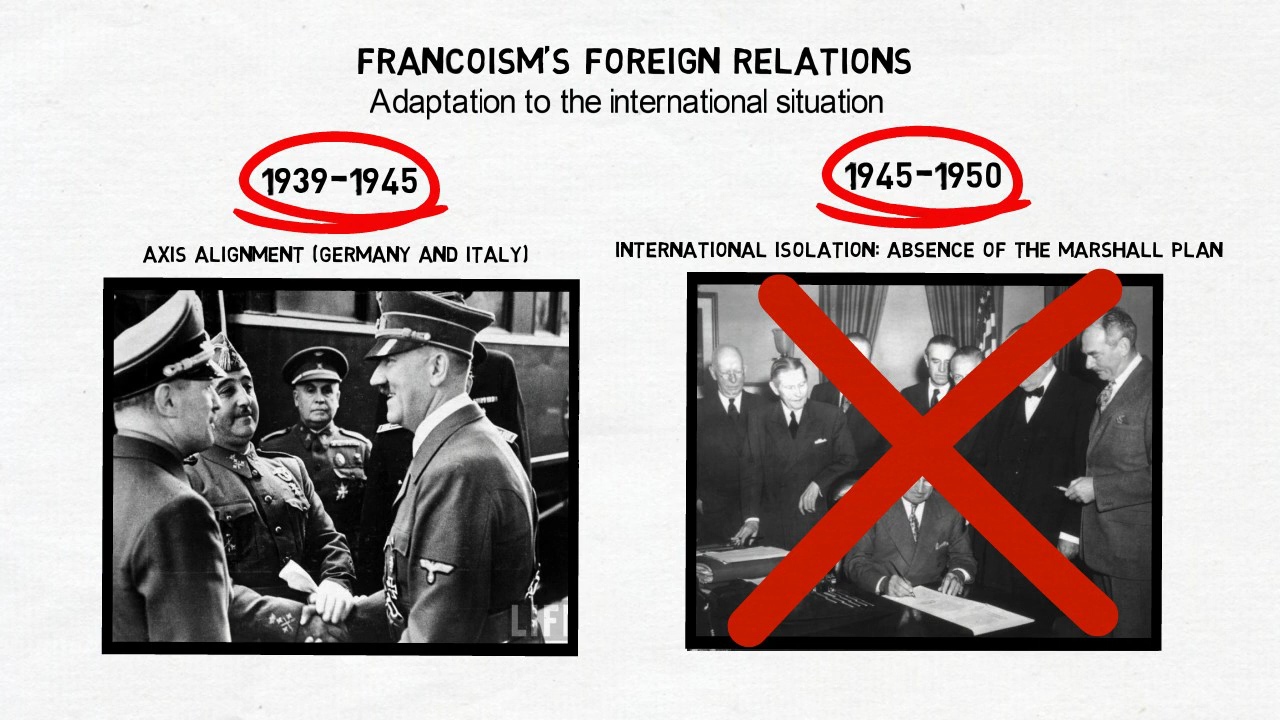 FRANCOISM'S FOREIGN RELATIONS
Adaptation to the international situation
1939-1945
1945-1950
AXIS ALIGNMENT (GERMANY AND ITALY)
INTERNATIONAL ISOLATION: ABSENCE OF THE MARSHALL PLAN
LIFE